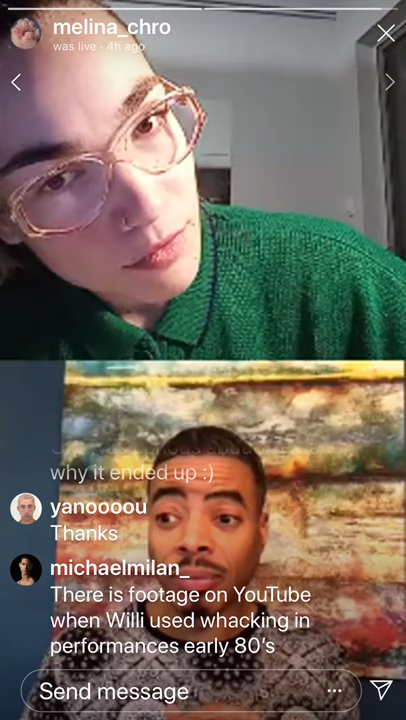 melina_chro
was live · 4h ago
why it ended up :)
yanoooou
Thanks
michaelmilan_
There is footage on YouTube
when Willi used whacking in
performances early 80's
Send message